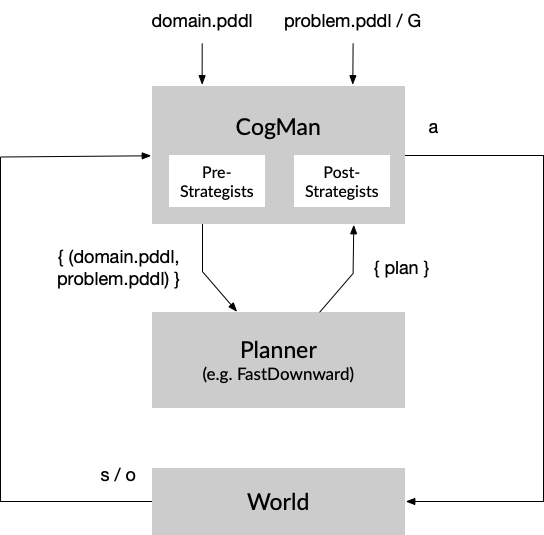 domain.pddl
problem.pddl / G
CogMan
a
Pre-
Strategists
Post-
Strategists
{ (domain.pddl,
problem.pddl) }
{ plan }
Planner
(e.g. FastDownward)
s / o
World